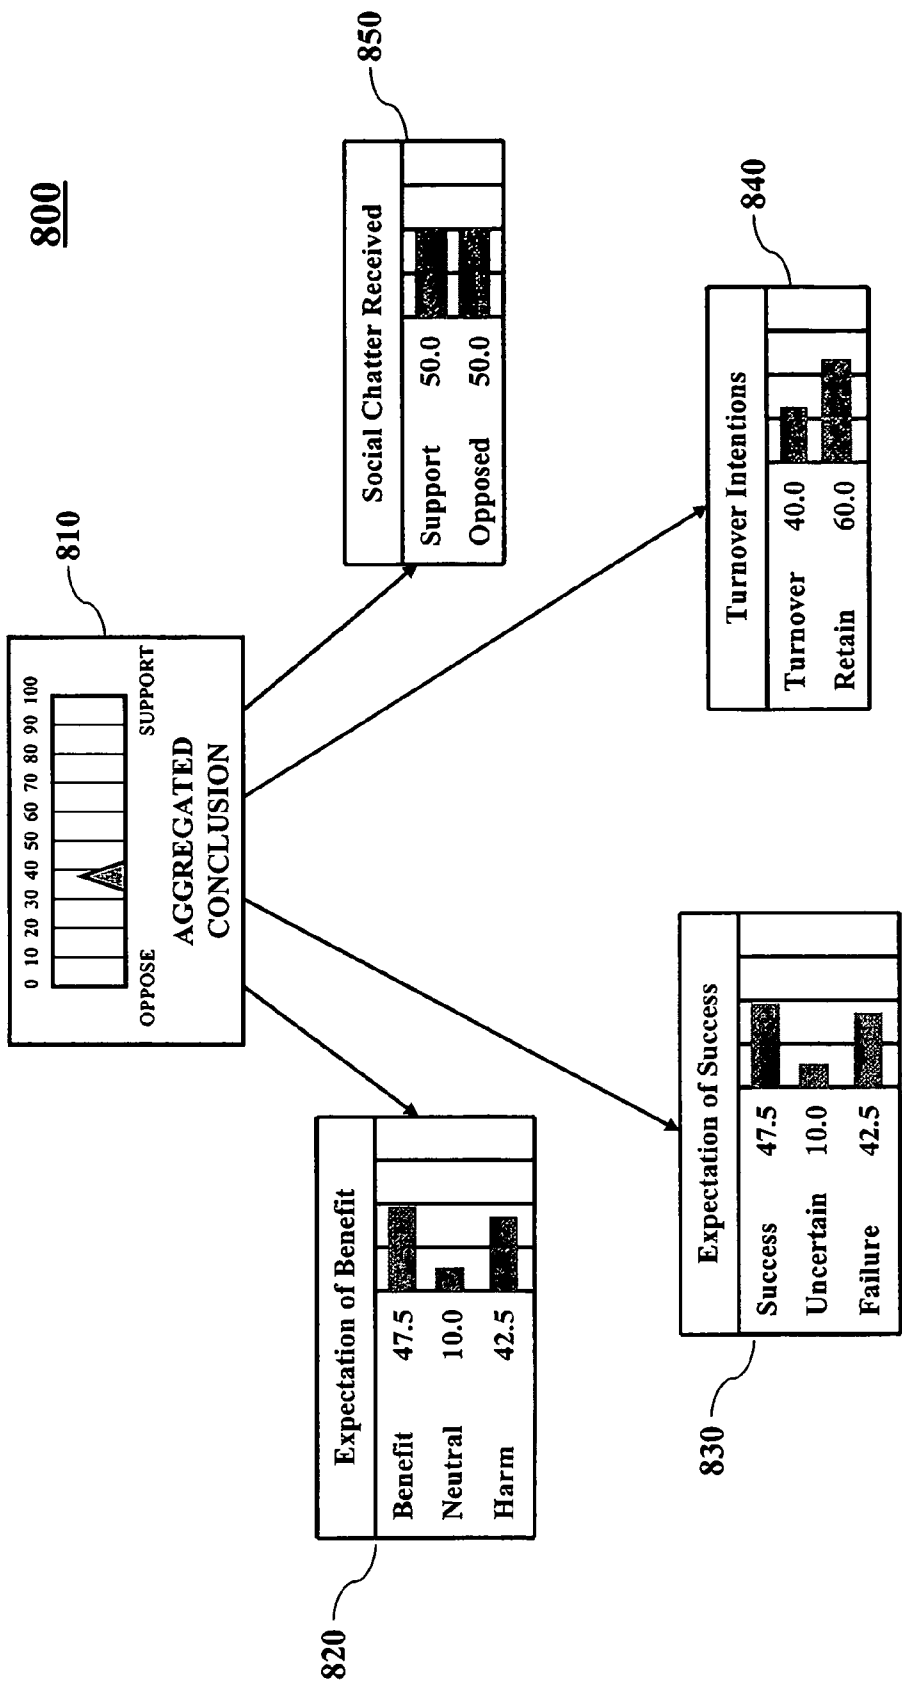 800
810
0 10 20 30 40 50 60 70 80 90 100
OPPOSE SUPPORT
AGGREGATED
CONCLUSION
820
Expectation of Benefit
Benefit 47.5
Neutral 10.0
Harm 42.5
850
Social Chatter Received
Support 50.0
Opposed 50.0
830
Expectation of Success
Success 47.5
Uncertain 10.0
Failure 42.5
840
Turnover Intentions
Turnover 40.0
Retain 60.0